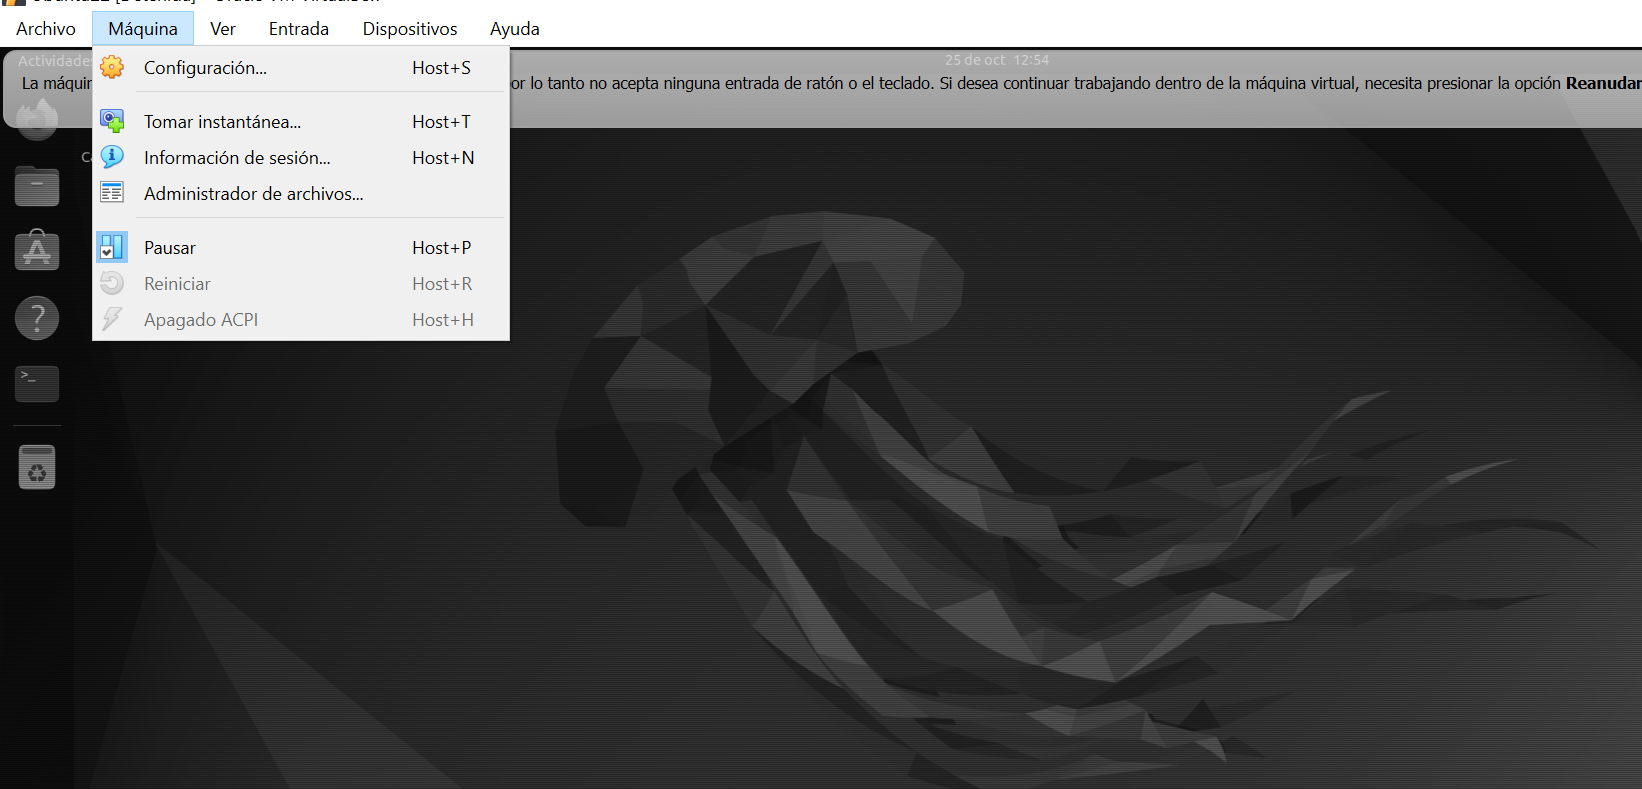 Archivo Máquina Ver Entrada Dispositivos Ayuda
Actividades 25 de oct 12:54
La máquin or lo tanto no acepta ninguna entrada de ratón o el teclado. Si desea continuar trabajando dentro de la máquina virtual, necesita presionar la opción Reanudar
Configuración... Host+S
Tomar instantánea... Host+T
Información de sesión... Host+N
Administrador de archivos...
Pausar Host+P
Reiniciar Host+R
Apagado ACPI Host+H